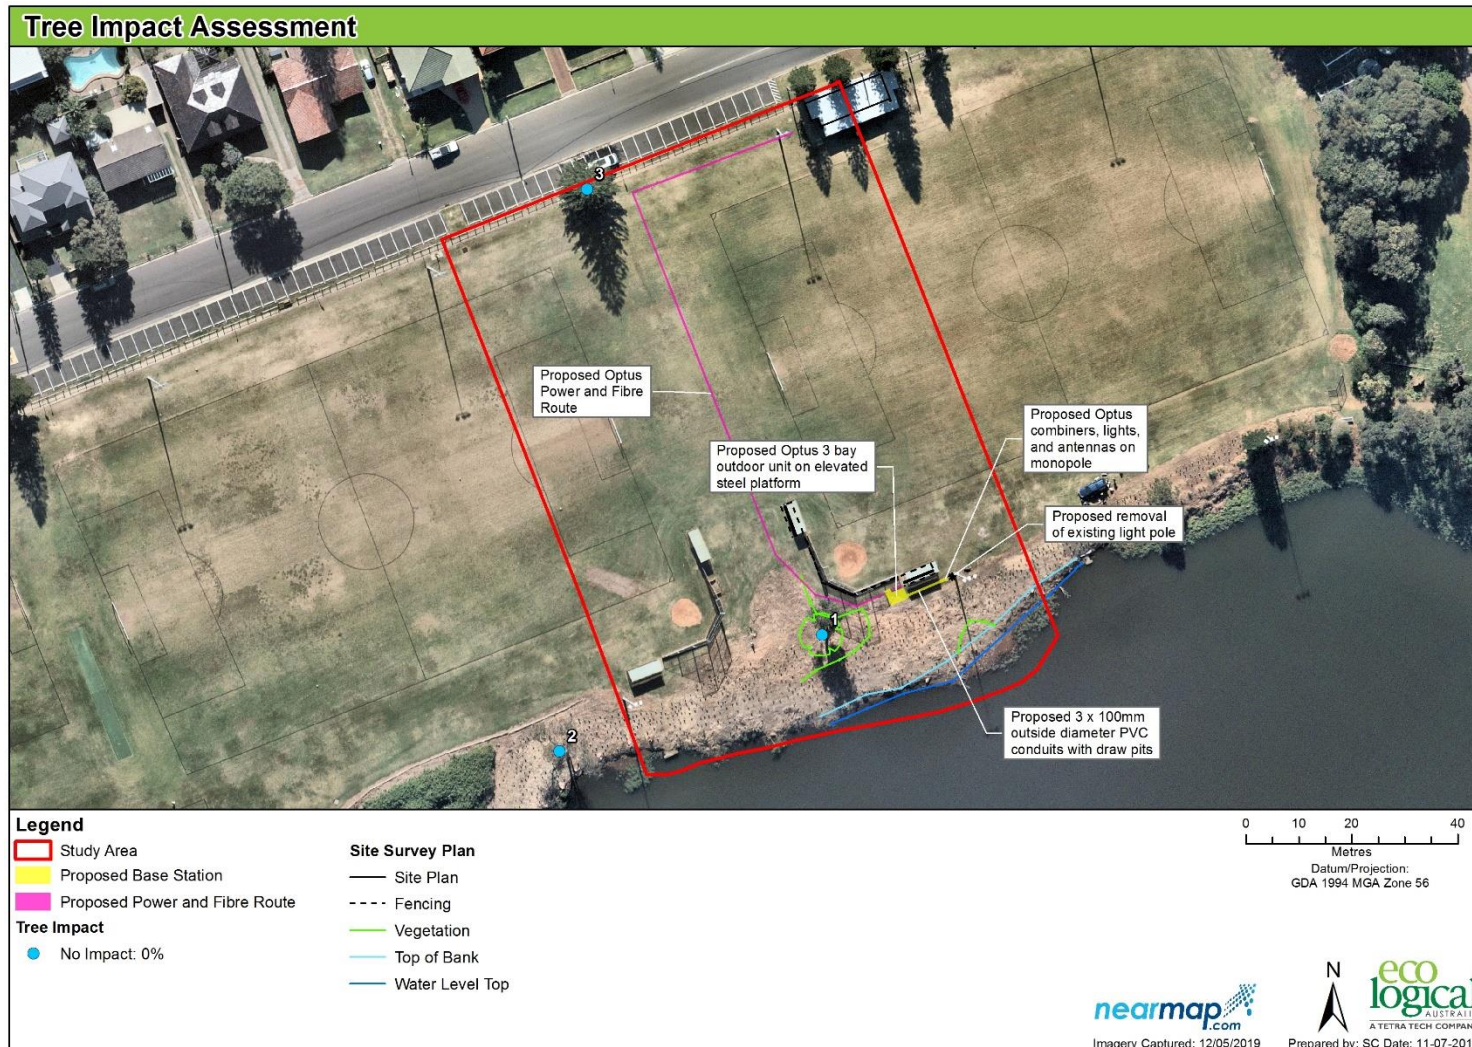 Tree Impact Assessment
3
Proposed Optus
Power and Fibre
Route
Proposed Optus
combiners, lights,
and antennas on
monopole
Proposed Optus 3 bay
outdoor unit on elevated
steel platform
Proposed removal
of existing light pole
1
2
Proposed 3 x 100mm
outside diameter PVC
conduits with draw pits
Legend
Study Area
Proposed Base Station
Proposed Power and Fibre Route
Tree Impact
No Impact: 0%
Site Survey Plan
Site Plan
Fencing
Vegetation
Top of Bank
Water Level Top
0 10 20 40
Metres
Datum/Projection:
GDA 1994 MGA Zone 56
nearmap
.com
Imagery Captured: 12/05/2019
N
eco
logical
AUSTRALI
A TETRA TECH COMPAN
Prepared by: SC Date: 11-07-201